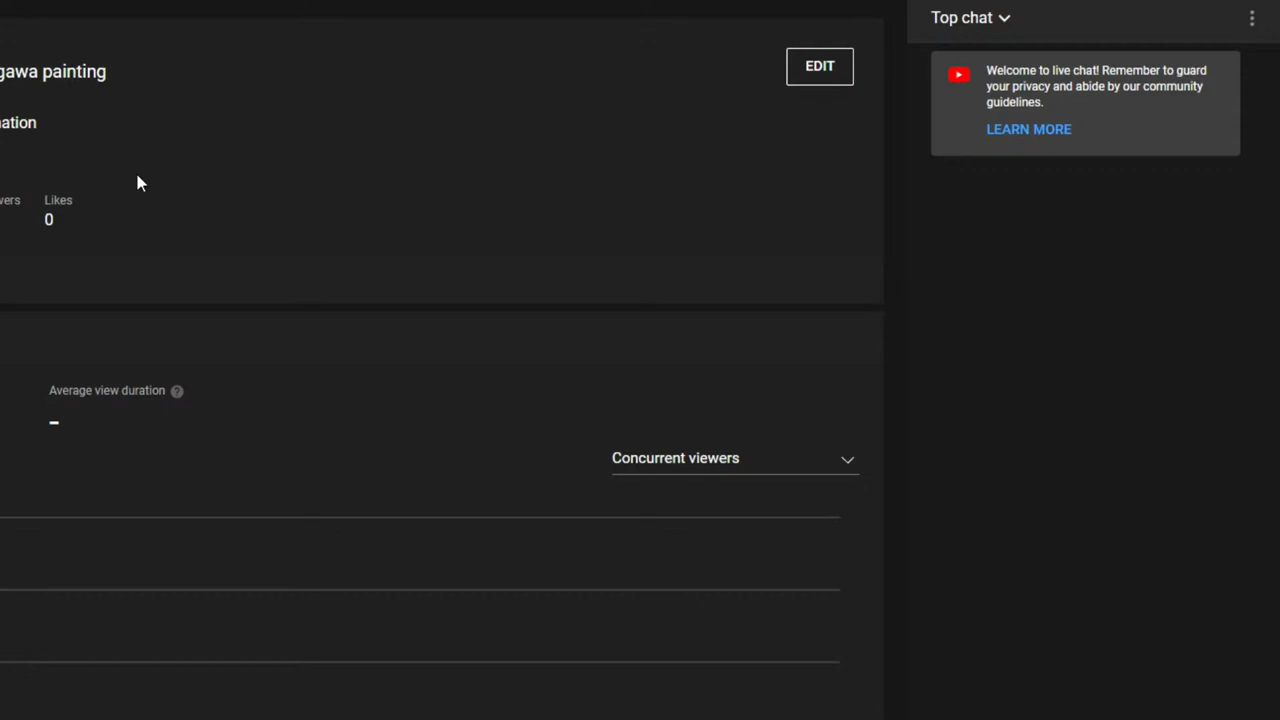 Top chat
gawa painting
EDIT
Welcome to live chat! Remember to guard
your privacy and abide by our community
guidelines.
LEARN MORE
ation
wers
Likes
0
Average view duration ?
–
Concurrent viewers